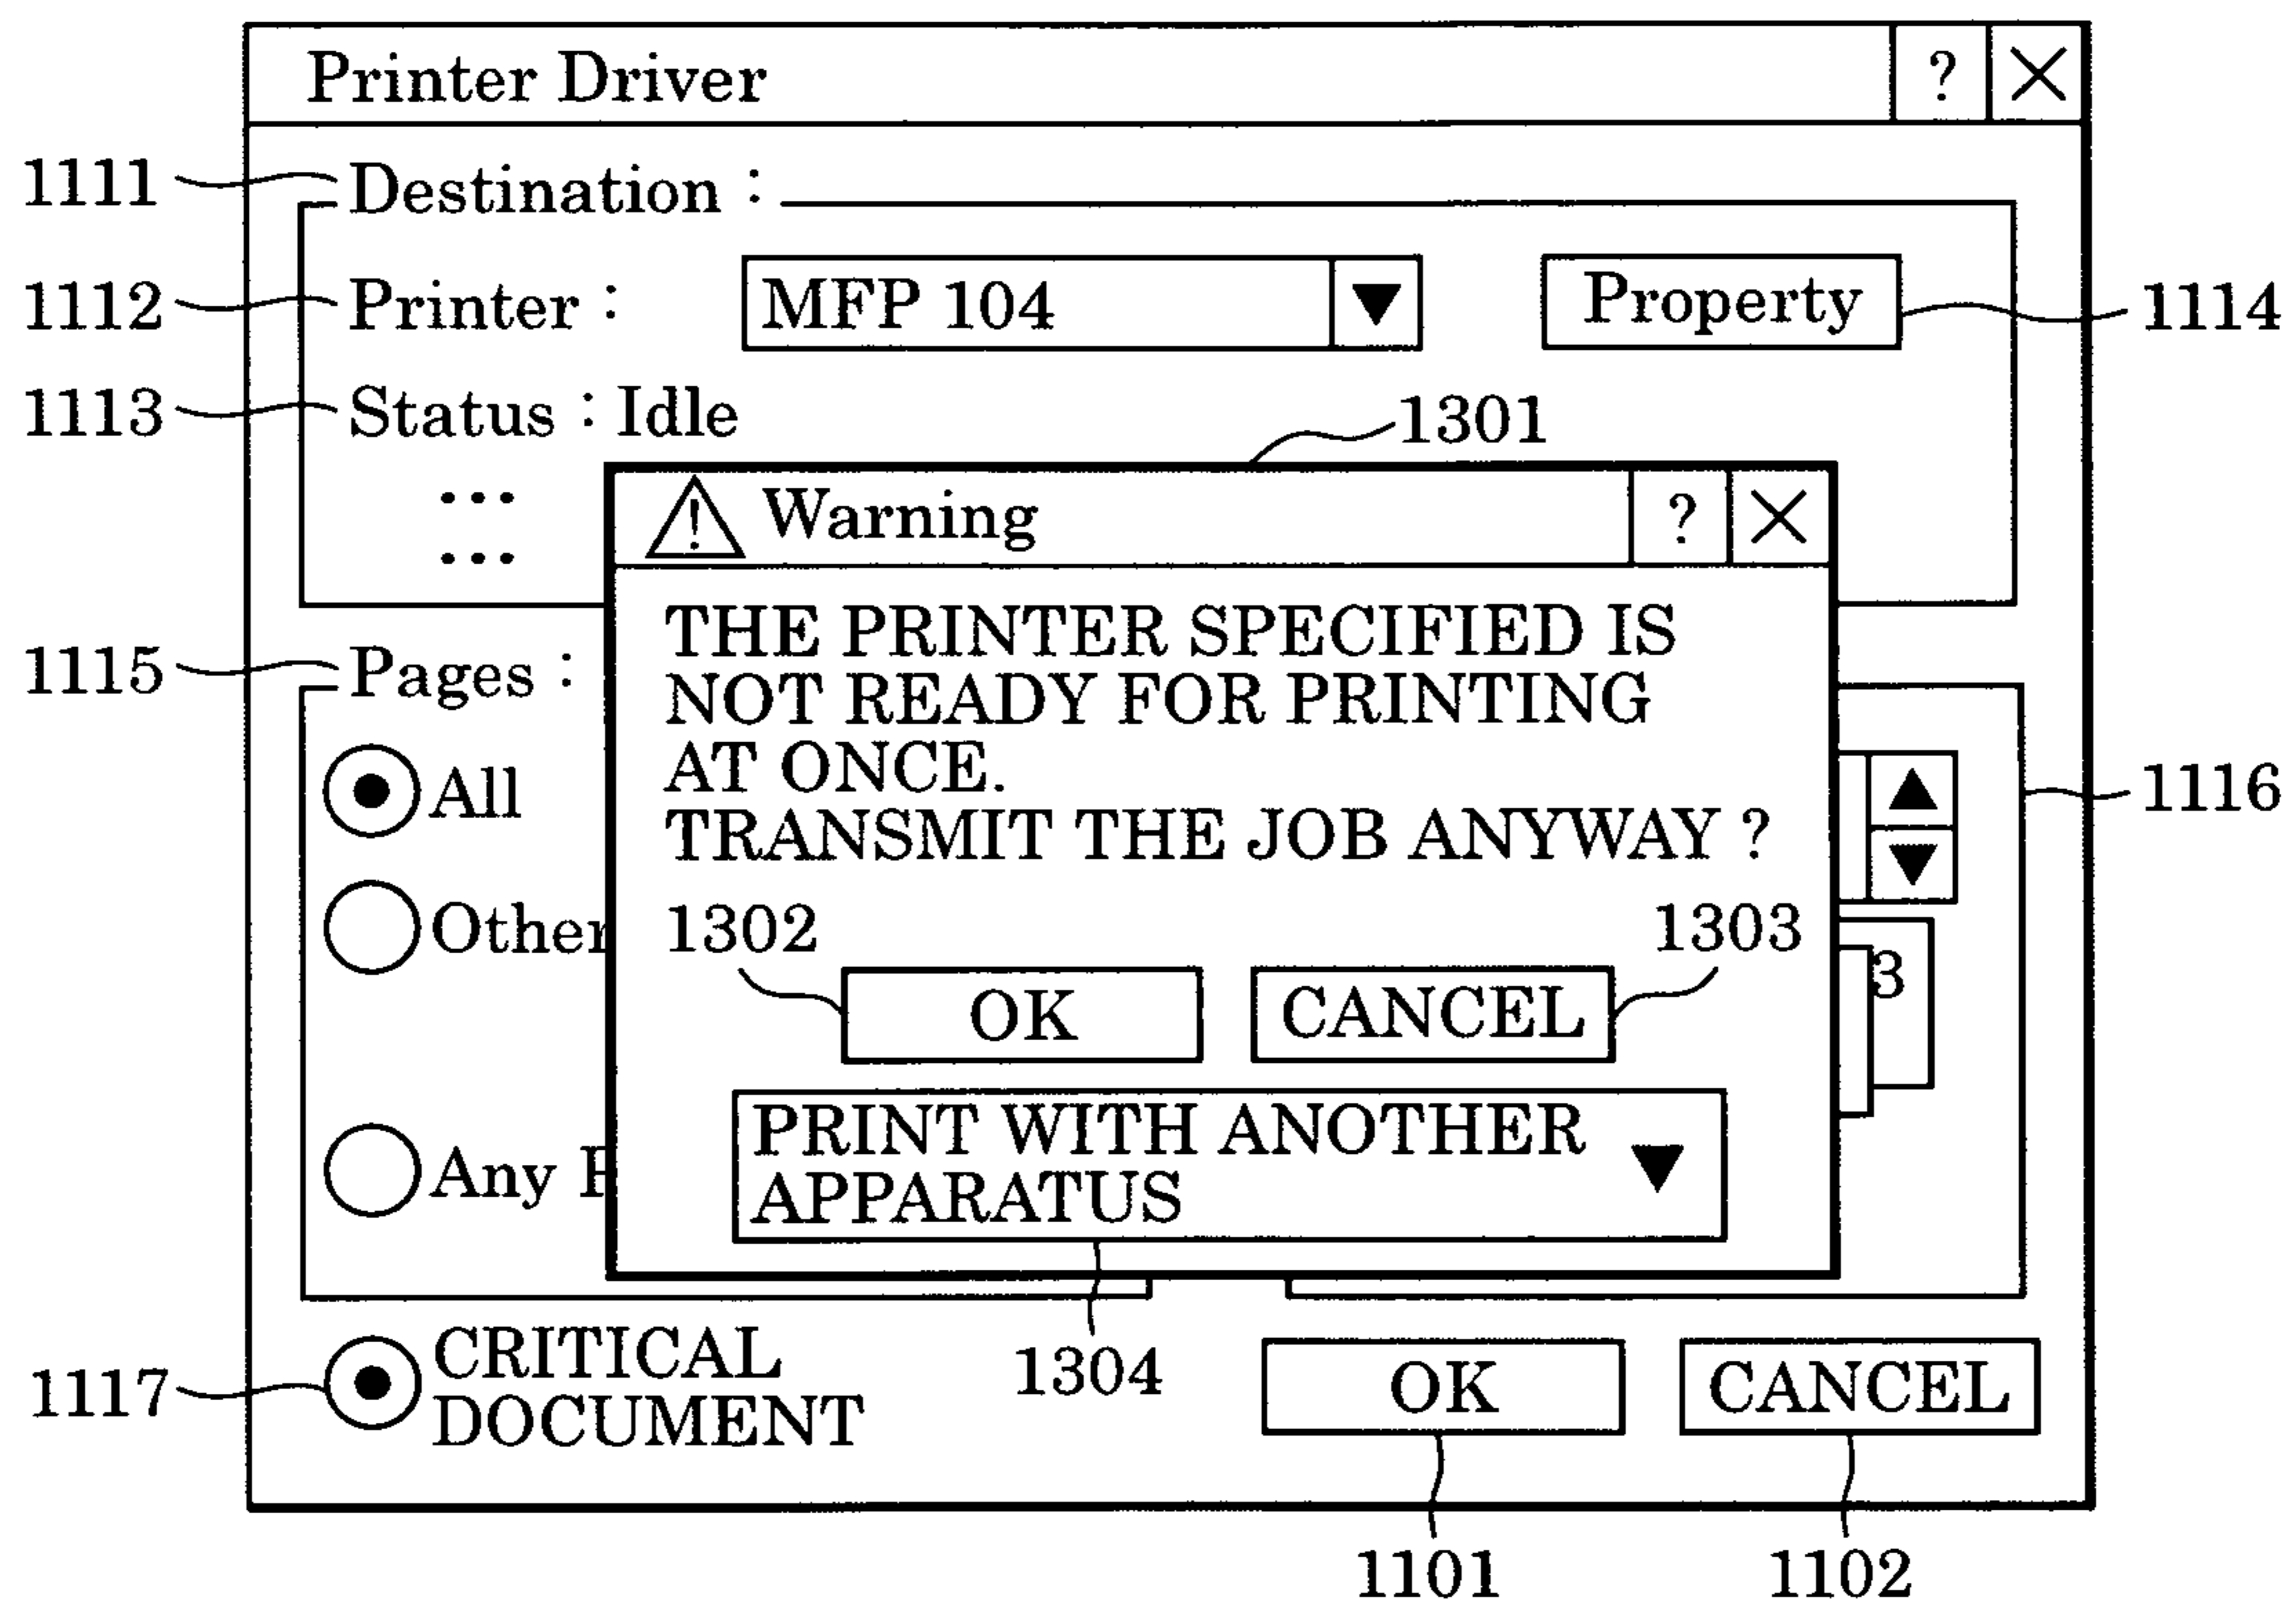 Printer Driver ?
1111 Destination :
1112 Printer : MFP 104 Property 1114
1113 Status : Idle
1301
...
...
Warning ?
THE PRINTER SPECIFIED IS
NOT READY FOR PRINTING
AT ONCE.
TRANSMIT THE JOB ANYWAY ?
1302 1303
OK CANCEL
PRINT WITH ANOTHER
APPARATUS
1304
1115 Pages :
All
Other
Any
1116
3
1117 CRITICAL
DOCUMENT
OK CANCEL
1101 1102